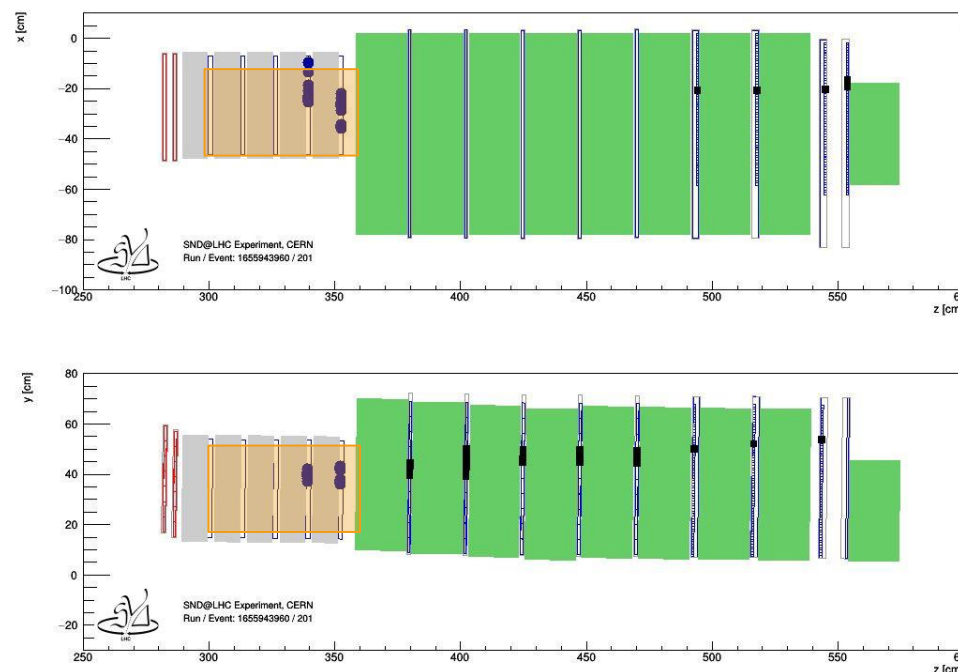 x [cm]
0
−20
−40
−60
−80
−100
SND@LHC Experiment, CERN
Run / Event: 1655943960 / 201
LHC
250 300 350 400 450 500 550
z [cm
y [cm]
80
60
40
20
0
−20
SND@LHC Experiment, CERN
Run / Event: 1655943960 / 201
LHC
250 300 350 400 450 500 550
z [cm